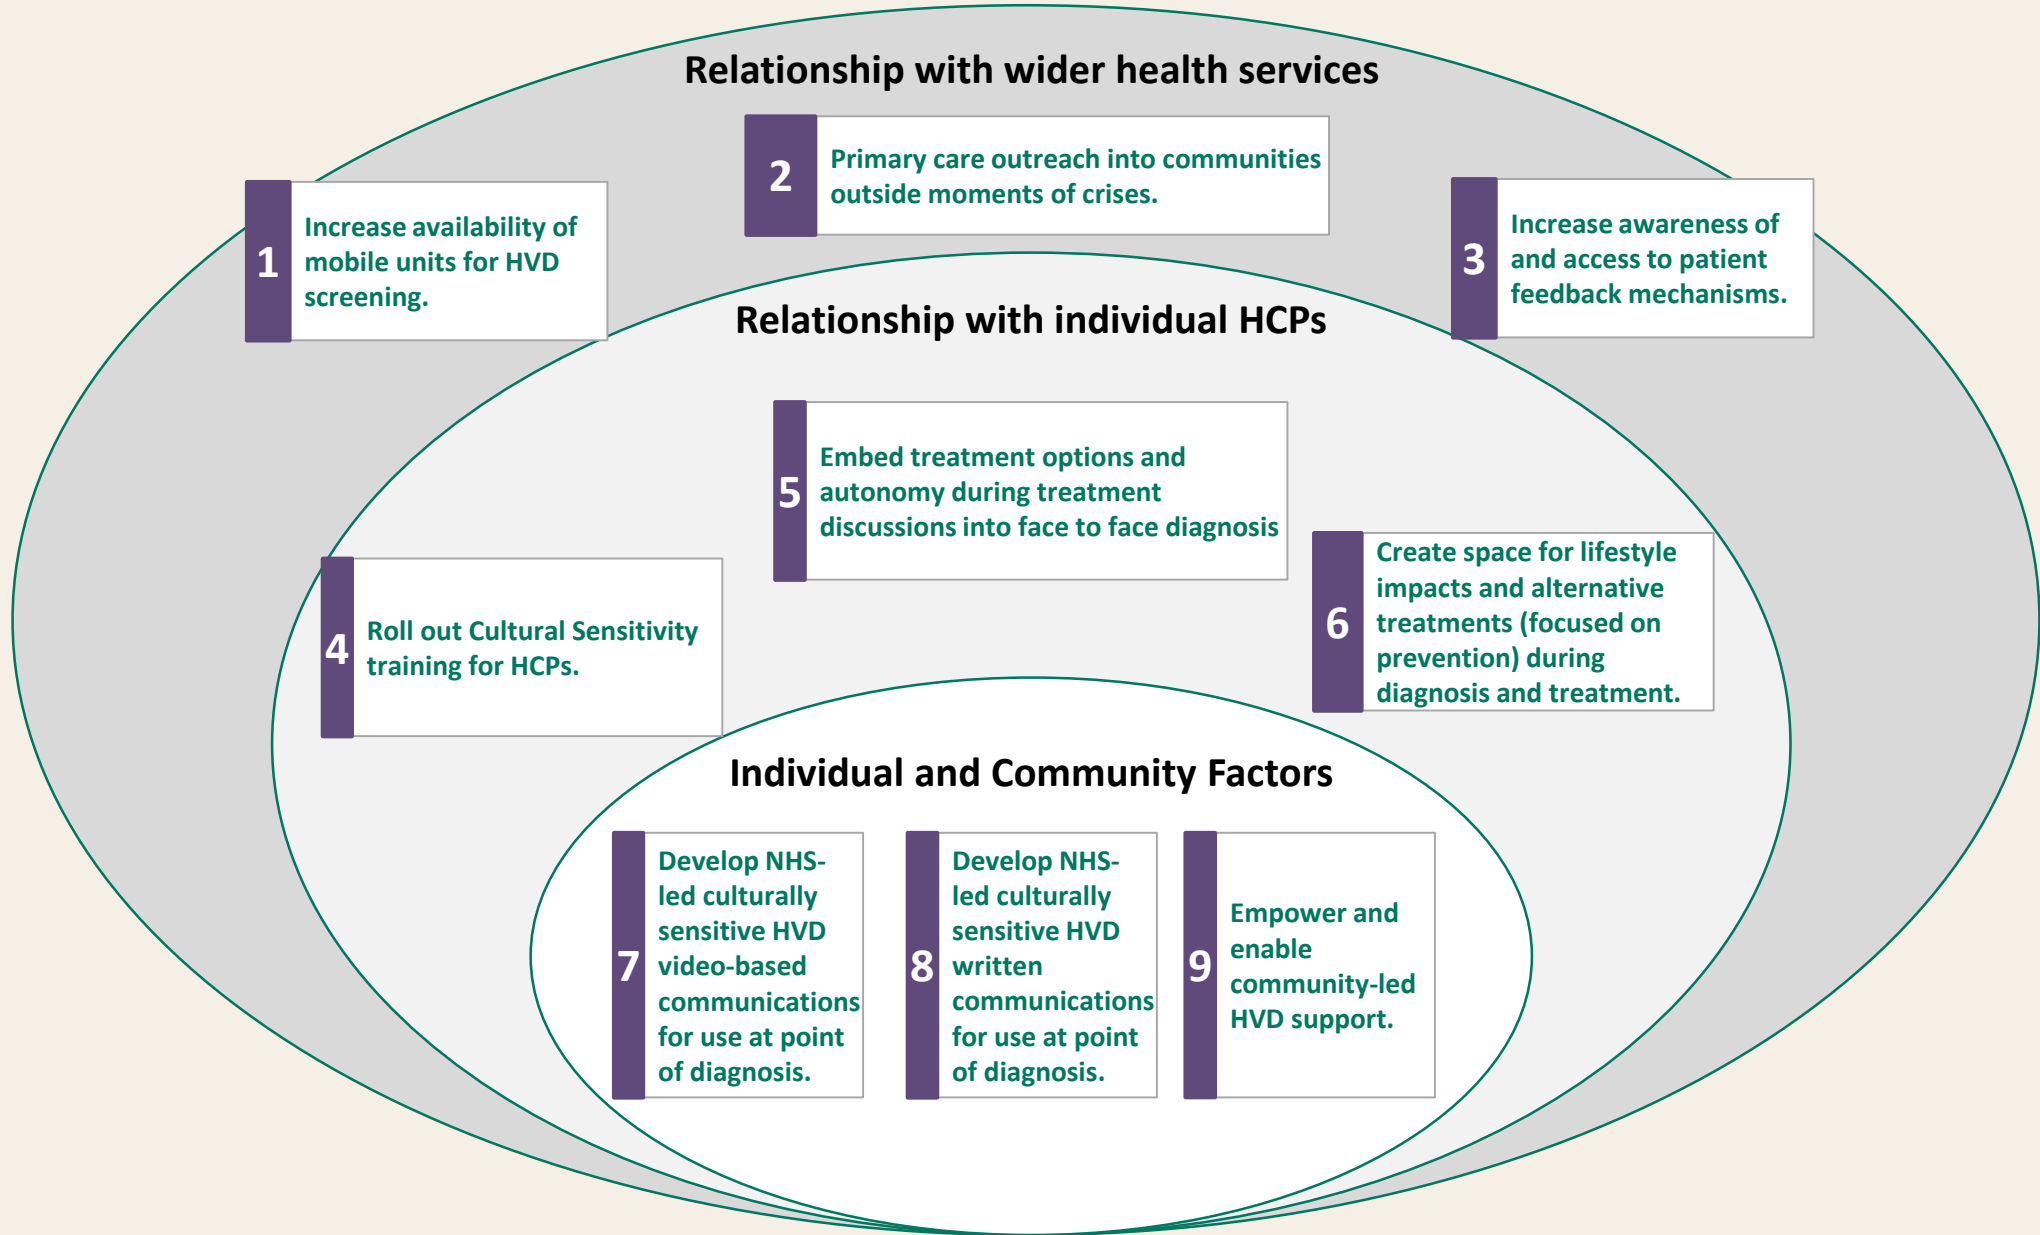 Relationship with wider health services
1
Increase availability of
mobile units for HVD
screening.
2
Primary care outreach into communities
outside moments of crises.
3
Increase awareness of
and access to patient
feedback mechanisms.
Relationship with individual HCPs
4
Roll out Cultural Sensitivity
training for HCPs.
5
Embed treatment options and
autonomy during treatment
discussions into face to face diagnosis
6
Create space for lifestyle
impacts and alternative
treatments (focused on
prevention) during
diagnosis and treatment.
Individual and Community Factors
7
Develop NHS-
led culturally
sensitive HVD
video-based
communications
for use at point
of diagnosis.
8
Develop NHS-
led culturally
sensitive HVD
written
communications
for use at point
of diagnosis.
9
Empower and
enable
community-led
HVD support.